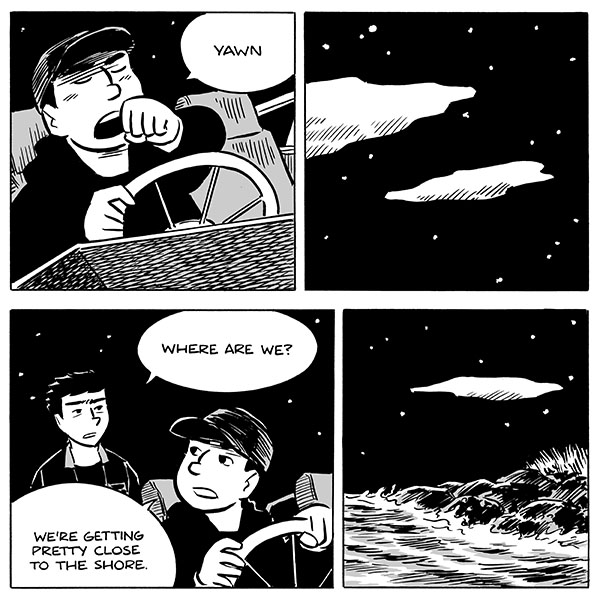 YAWN
WHERE ARE WE?
WE'RE GETTING
PRETTY CLOSE
TO THE SHORE.